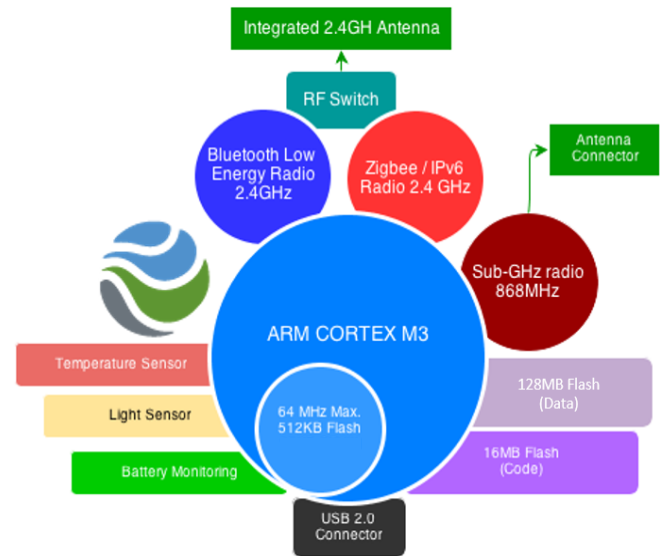 Integrated 2.4GH Antenna
RF Switch
Bluetooth Low
Energy Radio
2.4GHz
Zigbee / IPv6
Radio 2.4 GHz
Antenna
Connector
Sub-GHz radio
868MHz
ARM CORTEX M3
Temperature Sensor
Light Sensor
Battery Monitoring
64 MHz Max.
512KB Flash
128MB Flash
(Data)
16MB Flash
(Code)
USB 2.0
Connector